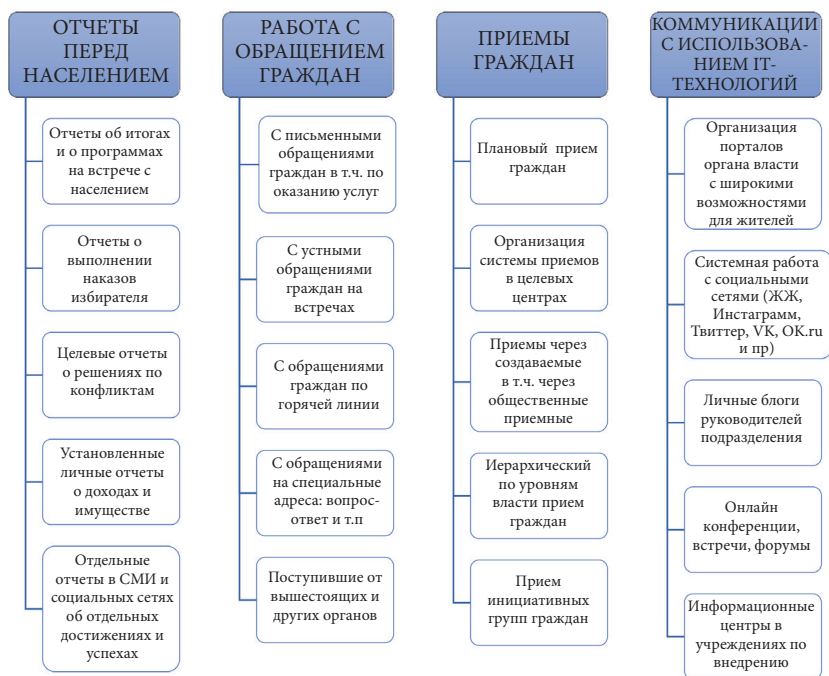 ОТЧЕТЫ
ПЕРЕД
НАСЕЛЕНИЕМ
Отчеты об итогах
и о программах
на встрече с
населением
Отчеты о
выполнении
наказов
избирателя
Целевые отчеты
о решениях по
конфликтам
Установленные
личные отчеты
о доходах и
имуществе
Отдельные
отчеты в СМИ и
социальных сетях
об отдельных
достижениях и
успехах
РАБОТА С
ОБРАЩЕНИЕМ
ГРАЖДАН
С письменными
обращениями
граждан в т.ч. по
оказанию услуг
С устными
обращениями
граждан на
встречах
С обращениями
граждан по
горячей линии
С обращениями
на специальные
адреса: вопрос-
ответ и т.п
Поступившие от
вышестоящих и
других органов
ПРИЕМЫ
ГРАЖДАН
Плановый прием
граждан
Организация
системы приемов
в целевых
центрах
Приемы через
создаваемые
в т.ч. через
общественные
приемные
Иерархический
по уровням
власти прием
граждан
Прием
инициативных
групп граждан
КОММУНИКАЦИИ
С ИСПОЛЬЗОВА-
НИЕМ IT-
ТЕХНОЛОГИЙ
Организация
порталов
органа власти
с широкими
возможностями
для жителей
Системная работа
с социальными
сетями (ЖЖ,
Инстаграмм,
Твиттер, VK, OK.ru
и пр)
Личные блоги
руководителей
подразделения
Онлайн
конференции,
встречи, форумы
Информационные
центры в
учреждениях по
внедрению